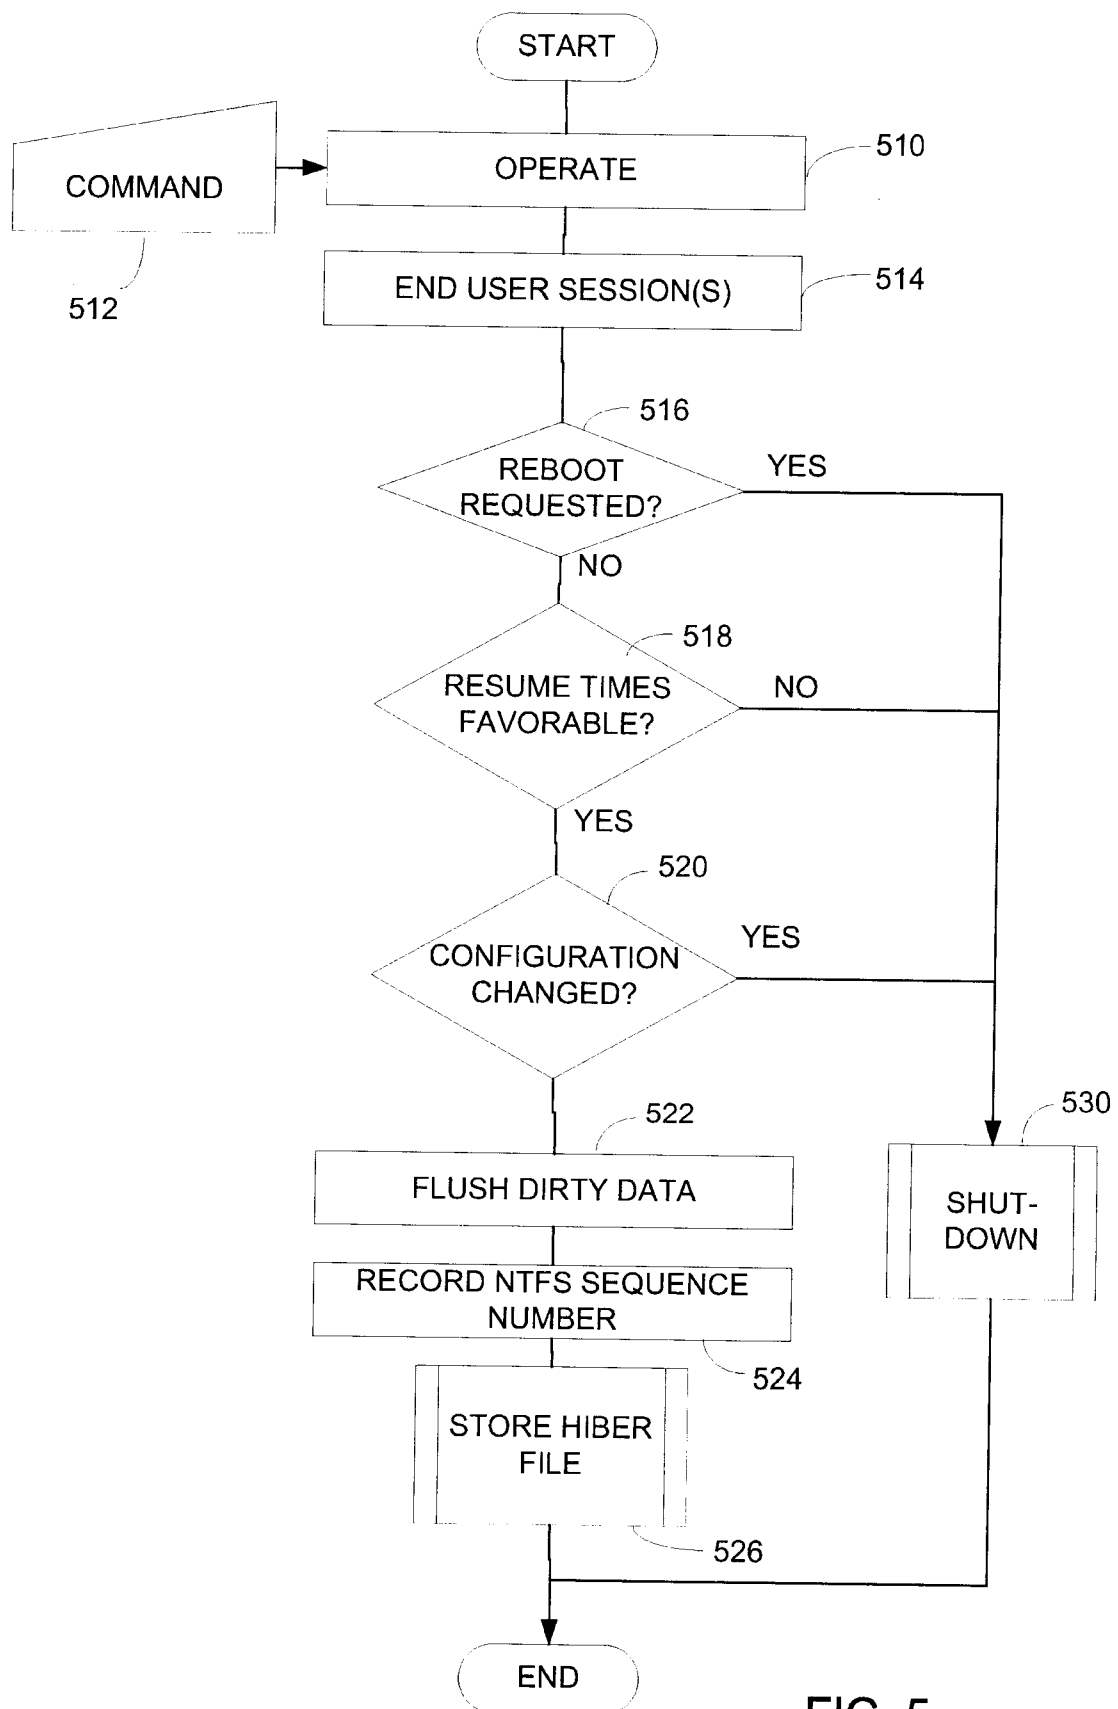 START
OPERATE
510
COMMAND
512
END USER SESSION(S)
514
516
REBOOT
REQUESTED?
YES
NO
518
RESUME TIMES
FAVORABLE?
NO
YES
520
CONFIGURATION
CHANGED?
YES
522
FLUSH DIRTY DATA
530
SHUT-
DOWN
RECORD NTFS SEQUENCE
NUMBER
524
STORE HIBER
FILE
526
END
FIG. 5